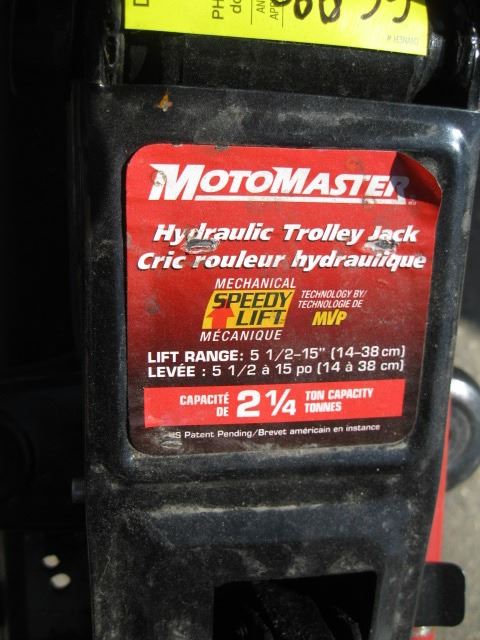 PH
MOTOMASTER
Hydraulic Trolley Jack
Cric rouleur hydraulique
MECHANICAL
SPEEDY LIFT
MÉCANIQUE
TECHNOLOGY BY/
TECHNOLOGIE DE
MVP
LIFT RANGE: 5 1/2-15" (14-38 cm)
LEVÉE : 5 1/2 à 15 po (14 à 38 cm)
CAPACITÉ DE 2 1/4 TON CAPACITY TONNES
US Patent Pending/Brevet américain en instance